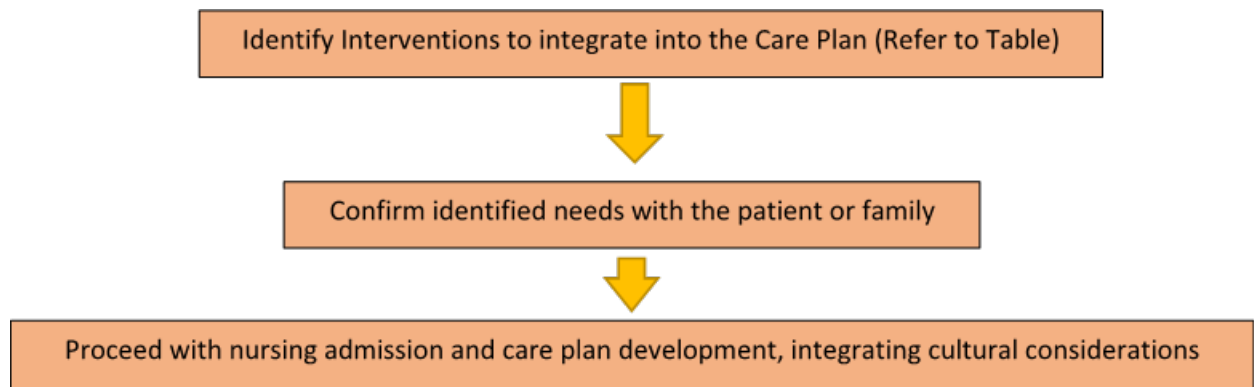 Identify Interventions to integrate into the Care Plan (Refer to Table)
Confirm identified needs with the patient or family
Proceed with nursing admission and care plan development, integrating cultural considerations